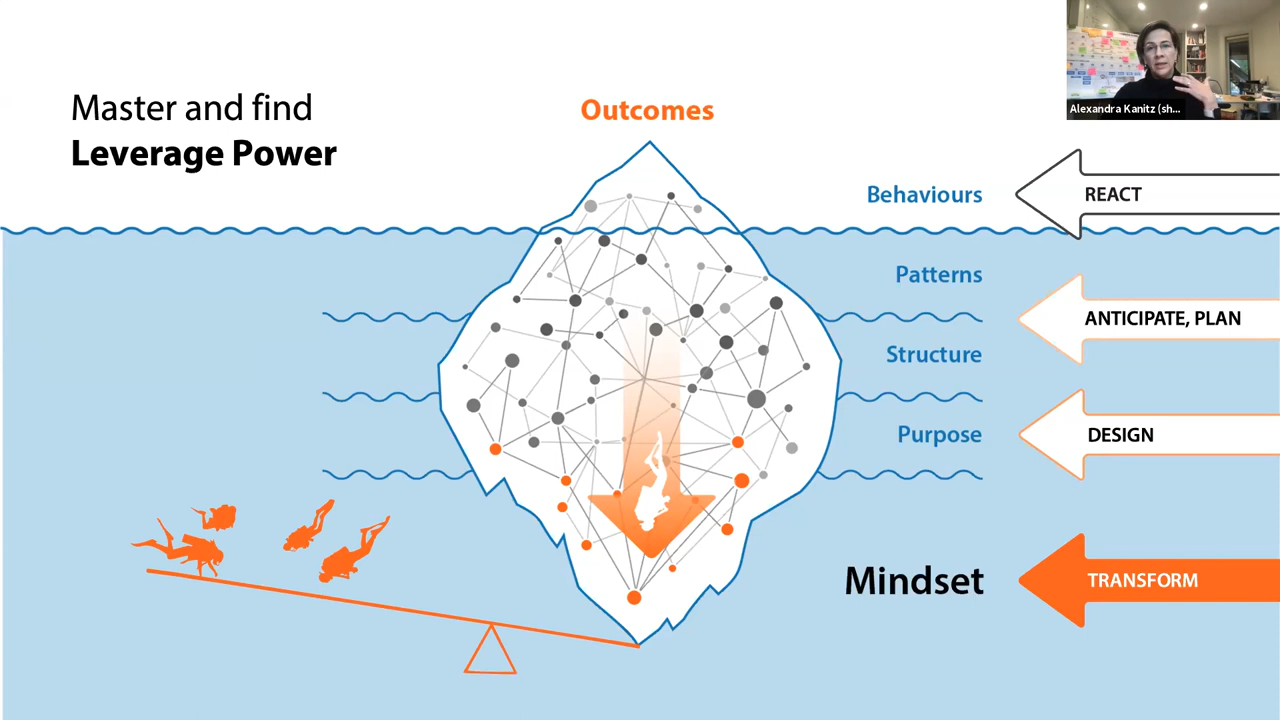 Master and find
Leverage Power
Outcomes
Alexandra Kanitz (sh...
Behaviours
REACT
Patterns
ANTICIPATE, PLAN
Structure
Purpose
DESIGN
Mindset
TRANSFORM